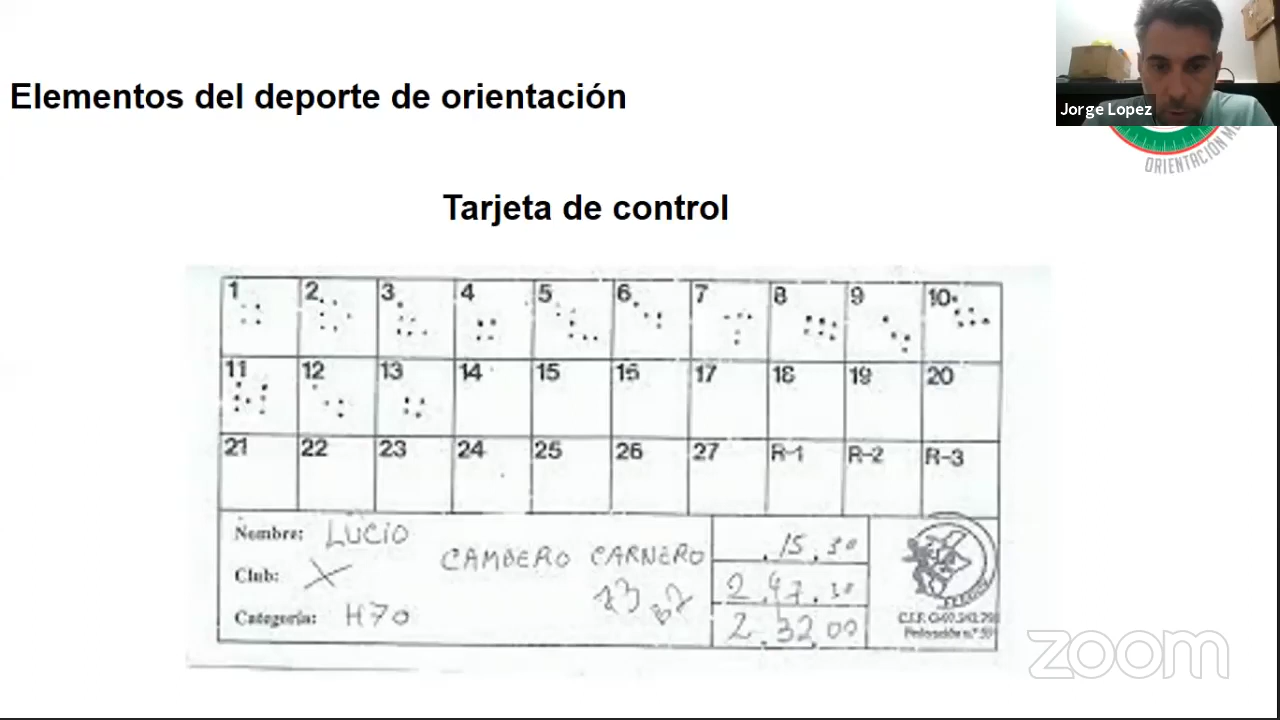 Elementos del deporte de orientación
Jorge Lopez
Tarjeta de control
1 2 3 4 5 6 7 8 9 10
11 12 13 14 15 16 17 18 19 20
21 22 23 24 25 26 27 R-1 R-2 R-3
Nombre: LUCIO
CAMBERO CARNERO
Club: X
Categoría: H70
.15.30
2.47.30
2.32.00
zoom